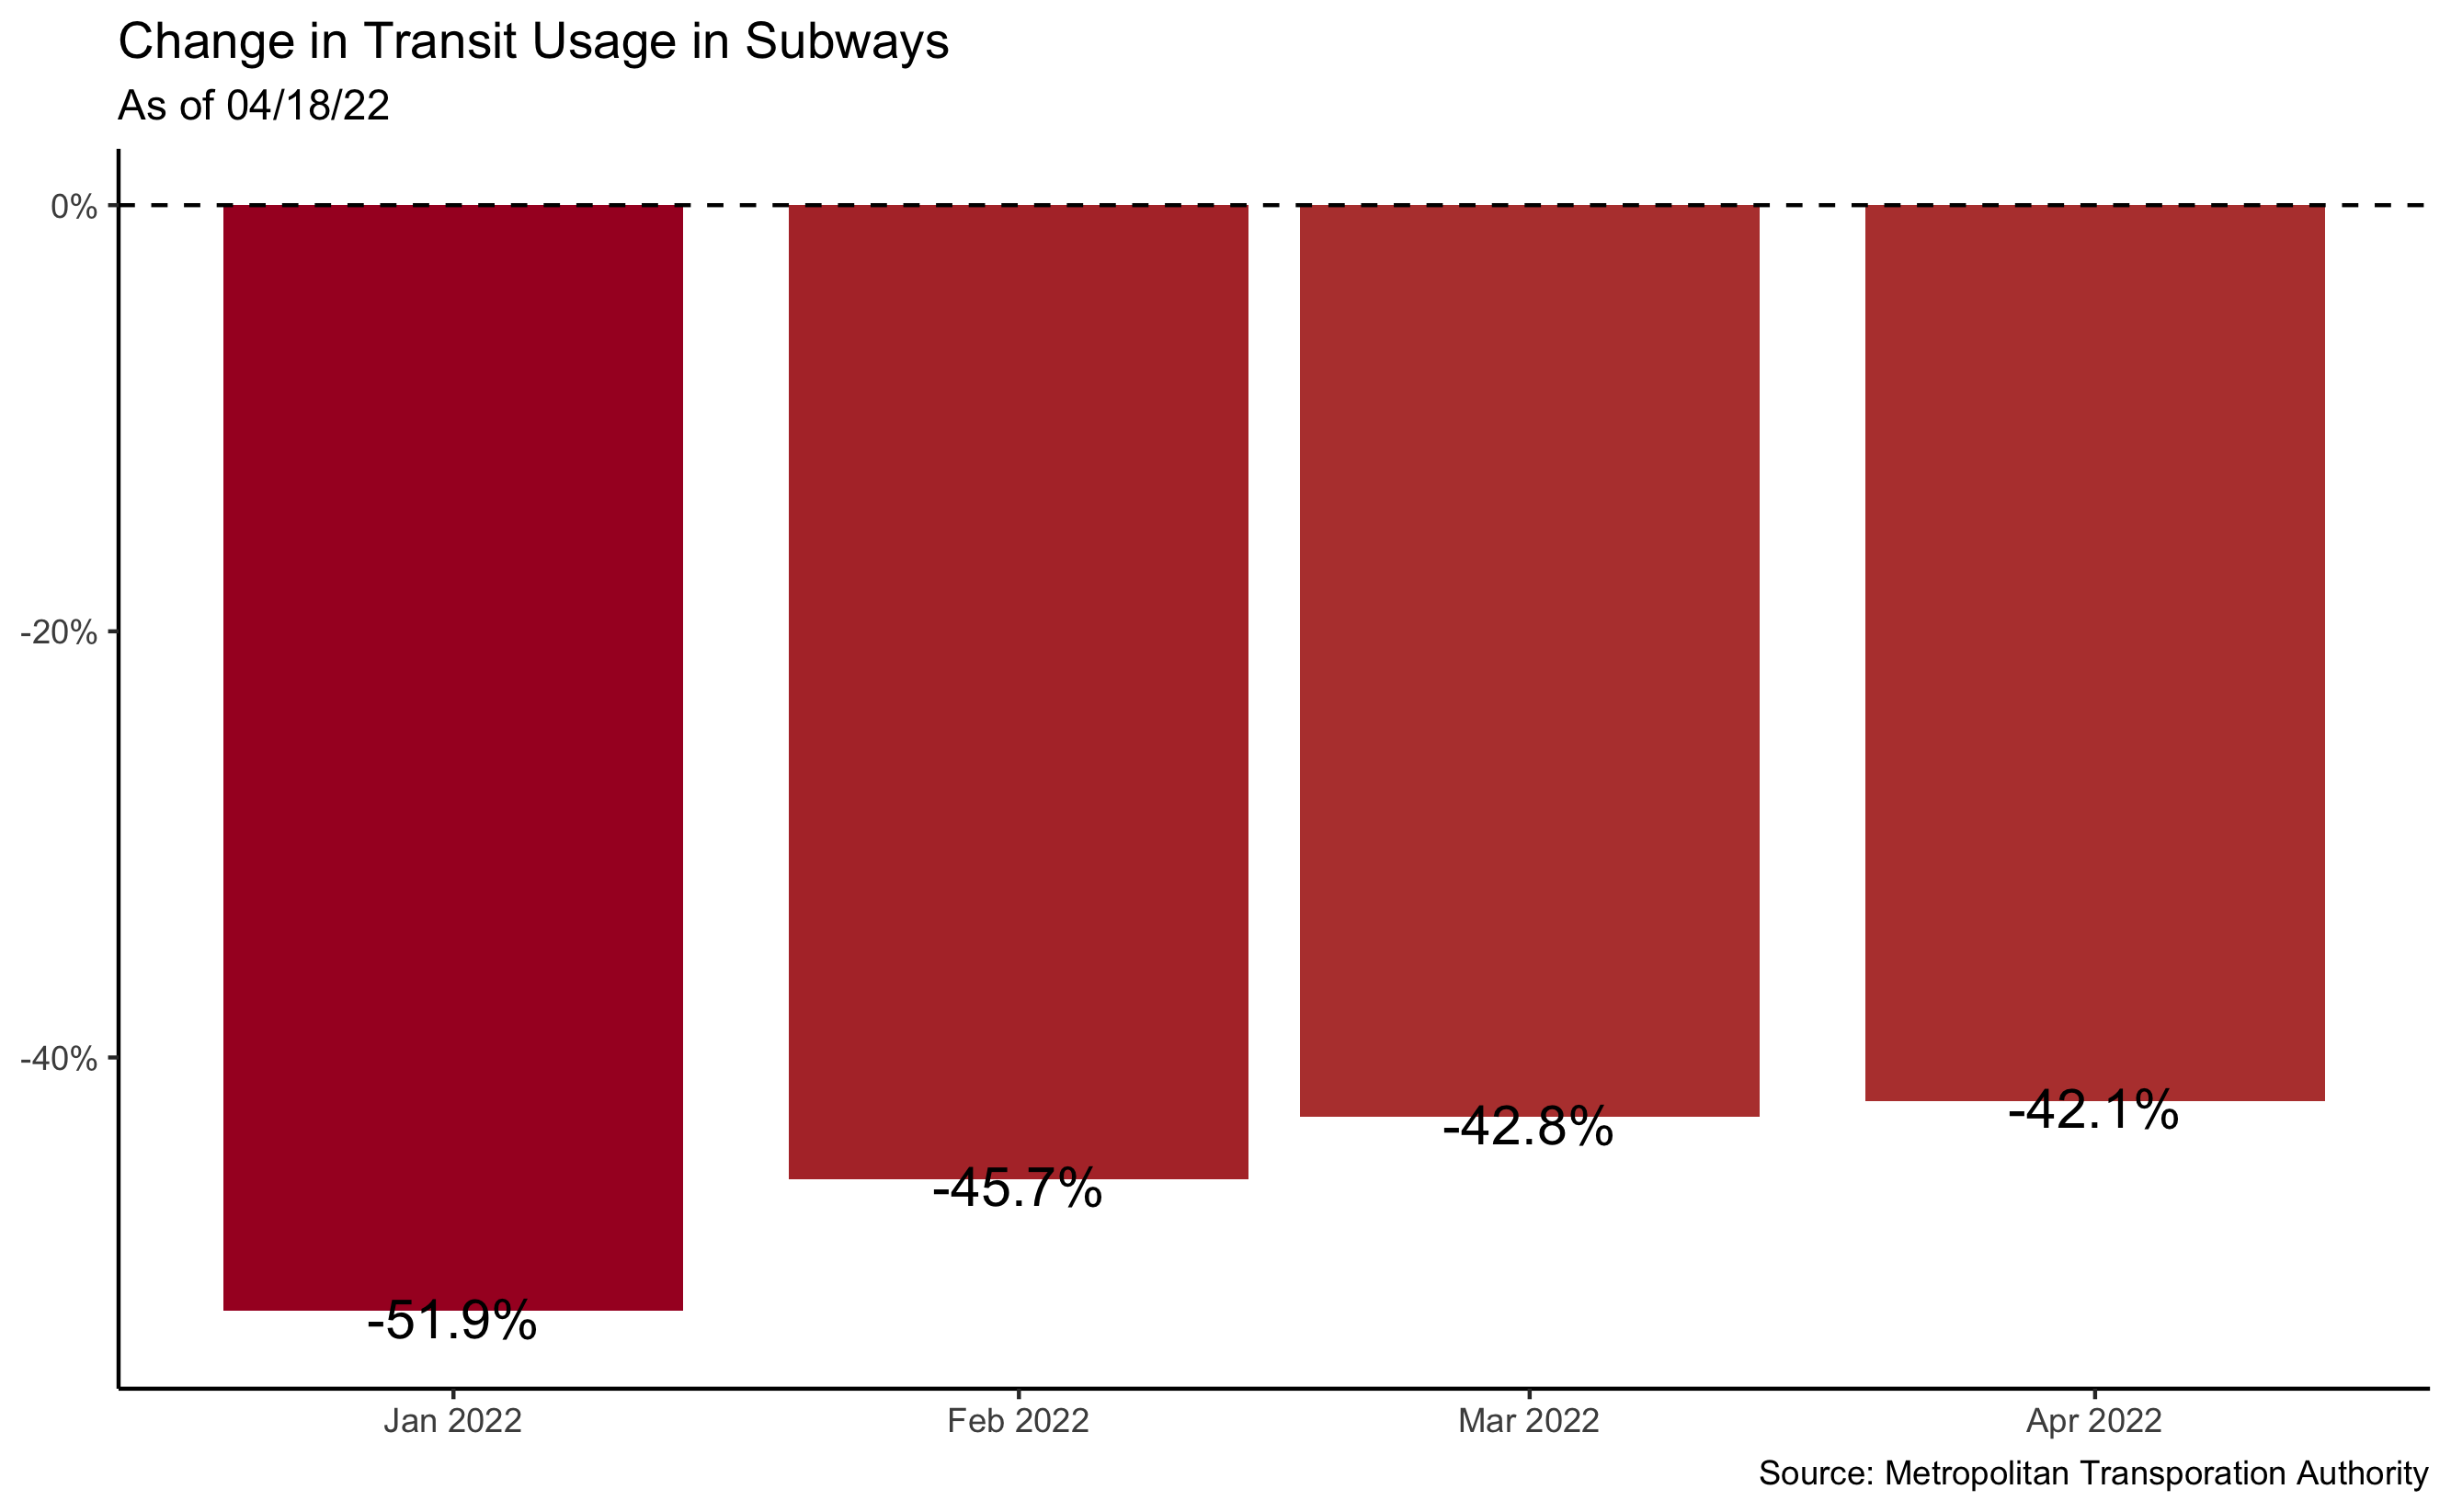 Change in Transit Usage in Subways
As of 04/18/22
0%
-20%
-40%
-51.9%
-45.7%
-42.8%
-42.1%
Jan 2022
Feb 2022
Mar 2022
Apr 2022
Source: Metropolitan Transporation Authority